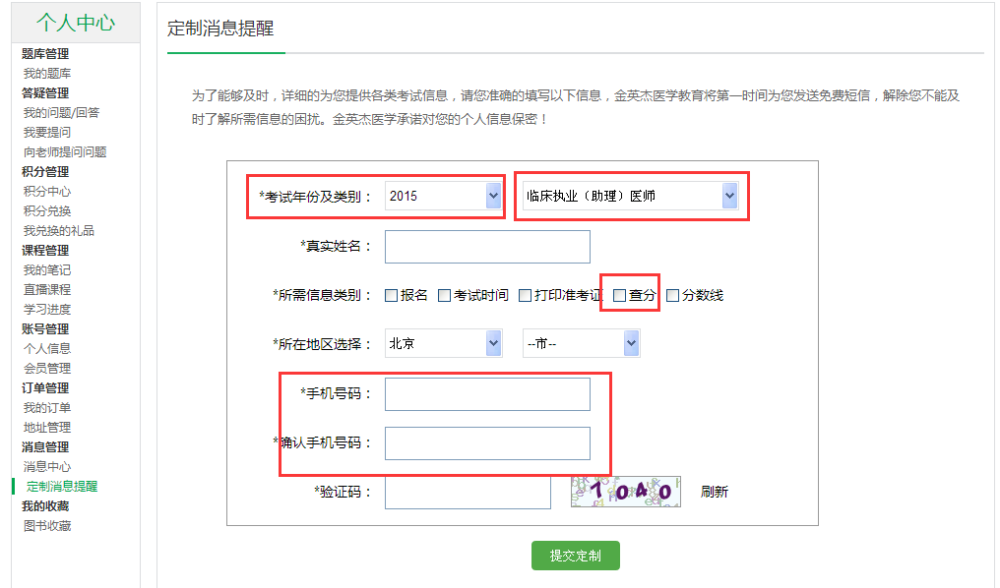 个人中心
题库管理
我的题库
答疑管理
我的问题/回答
我要提问
向老师提问问题
积分管理
积分中心
积分兑换
我兑换的礼品
课程管理
我的笔记
直播课程
学习进度
账号管理
个人信息
会员管理
订单管理
我的订单
地址管理
消息管理
消息中心
定制消息提醒
我的收藏
图书收藏
定制消息提醒
为了能够及时，详细的为您提供各类考试信息，请您准确的填写以下信息，金英杰医学教育将第一时间为您发送免费短信，解除您不能及
时了解所需信息的困扰。金英杰医学承诺对您的个人信息保密！
*考试年份及类别： 2015 临床执业（助理）医师
*真实姓名：
*所需信息类别： 报名 考试时间 打印准考证 查分 分数线
*所在地区选择： 北京 --市--
*手机号码：
*确认手机号码：
*验证码： 1040 刷新
提交定制